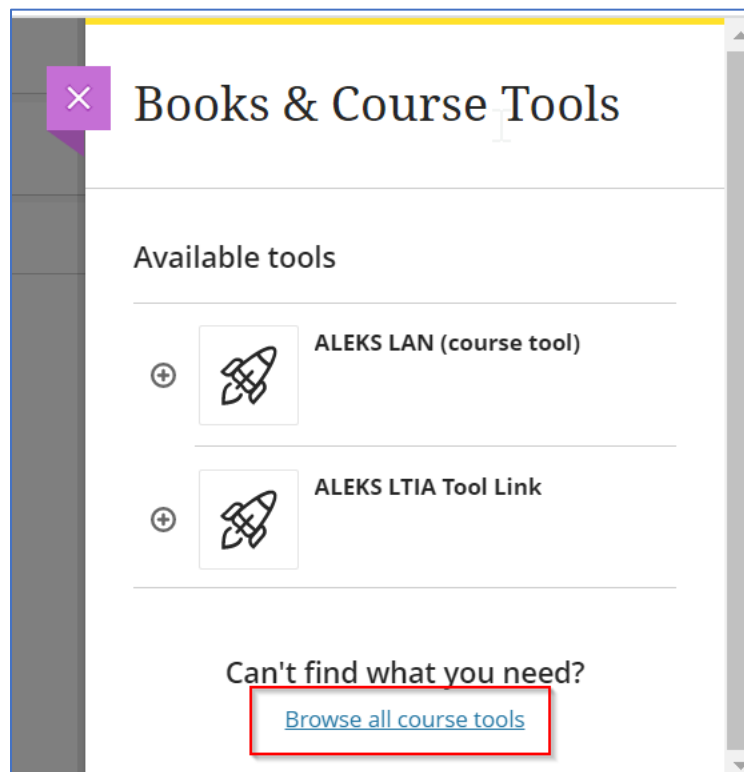 Books & Course Tools
Available tools
ALEKS LAN (course tool)
ALEKS LTIA Tool Link
Can't find what you need?
Browse all course tools